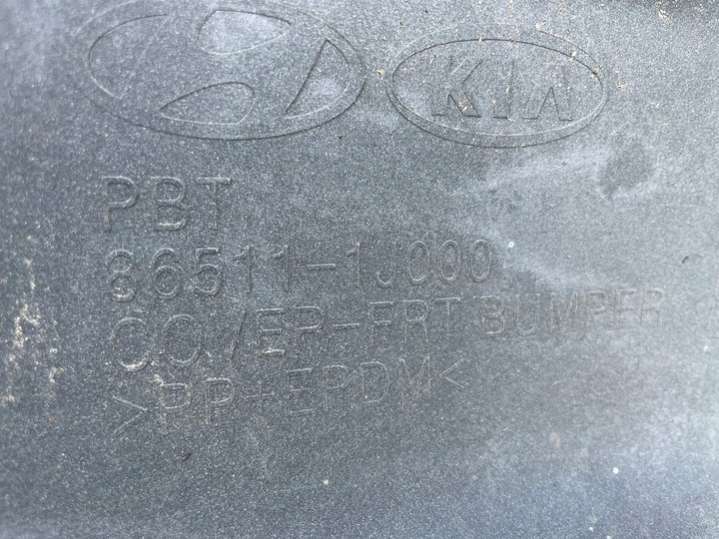 KIA
PBT
86511-1J000
COVER-FRT BUMPER
>PP+EPDM<